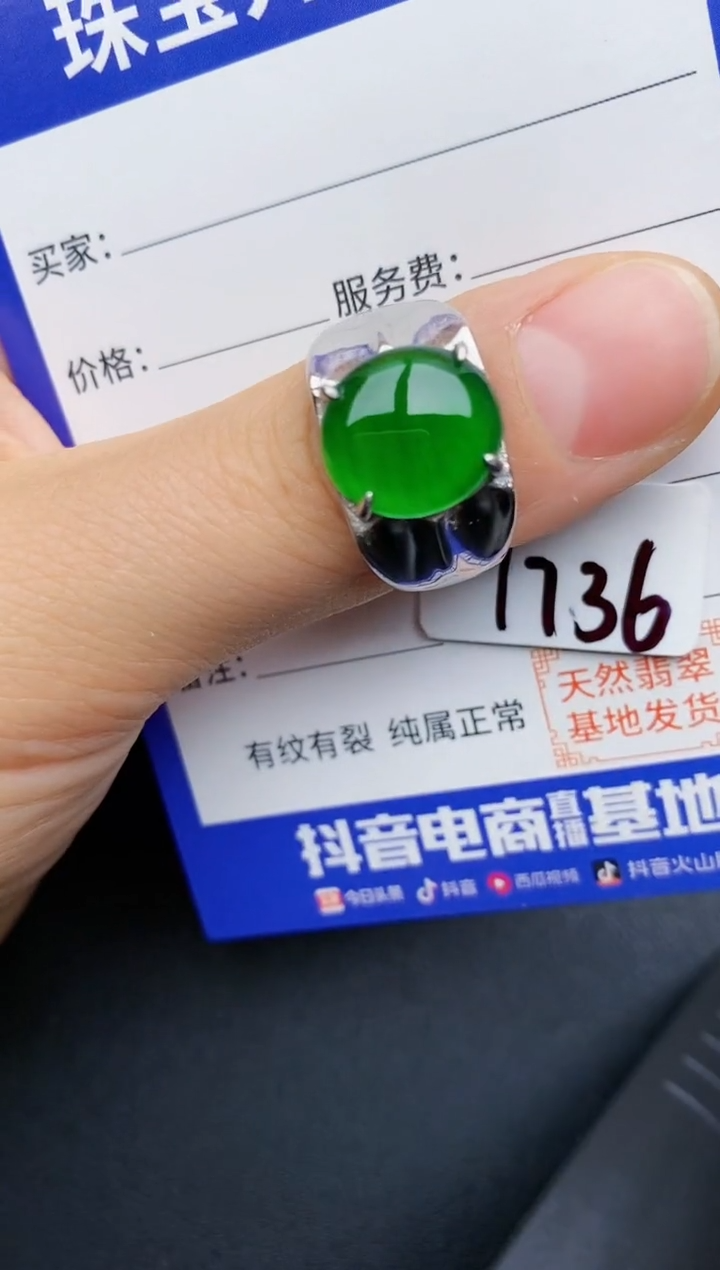 珠宝
买家：
服务费：
价格：
1736
备注：
有纹有裂 纯属正常
天然翡翠
基地发货
抖音电商直播基地
今日头条 抖音 西瓜视频 抖音火山